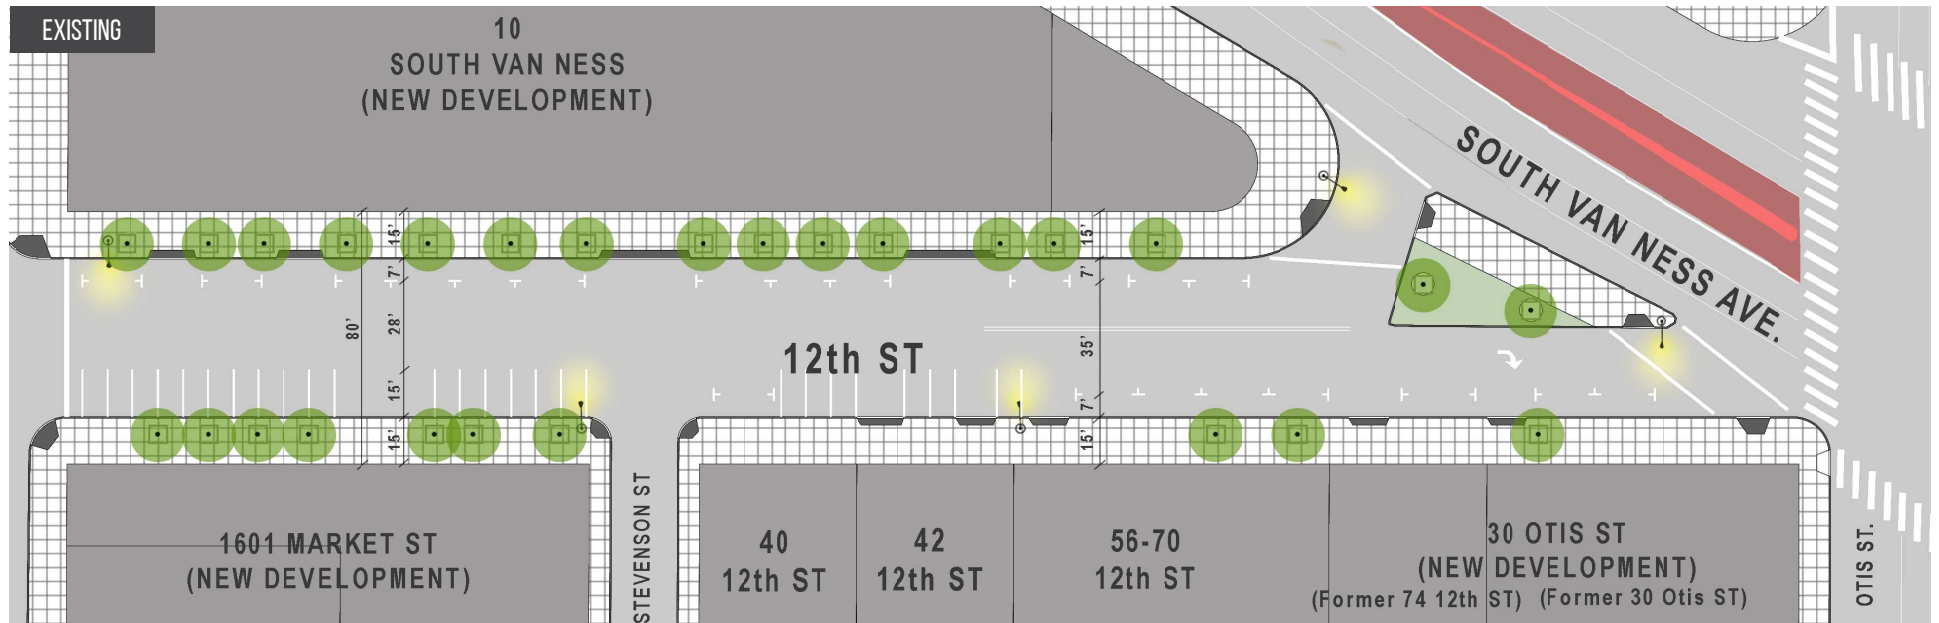 EXISTING
10
SOUTH VAN NESS
(NEW DEVELOPMENT)
SOUTH VAN NESS AVE.
15'
7'
80'
28'
15'
15'
15'
7'
35'
7'
15'
12th ST
1601 MARKET ST
(NEW DEVELOPMENT)
STEVENSON ST
40
12th ST
42
12th ST
56-70
12th ST
30 OTIS ST
(NEW DEVELOPMENT)
(Former 74 12th ST) (Former 30 Otis ST)
OTIS ST.